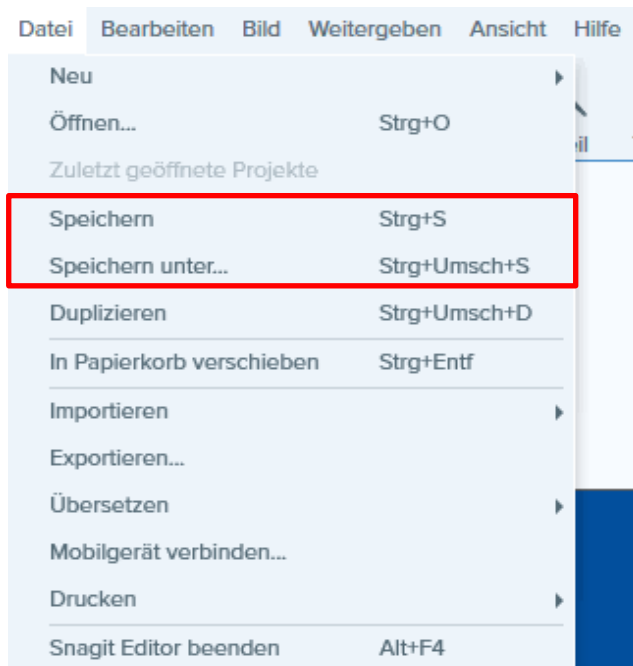 Datei Bearbeiten Bild Weitergeben Ansicht Hilfe
Neu
Öffnen... Strg+O
Zuletzt geöffnete Projekte
Speichern Strg+S
Speichern unter... Strg+Umsch+S
Duplizieren Strg+Umsch+D
In Papierkorb verschieben Strg+Entf
Importieren
Exportieren...
Übersetzen
Mobilgerät verbinden...
Drucken
Snagit Editor beenden Alt+F4